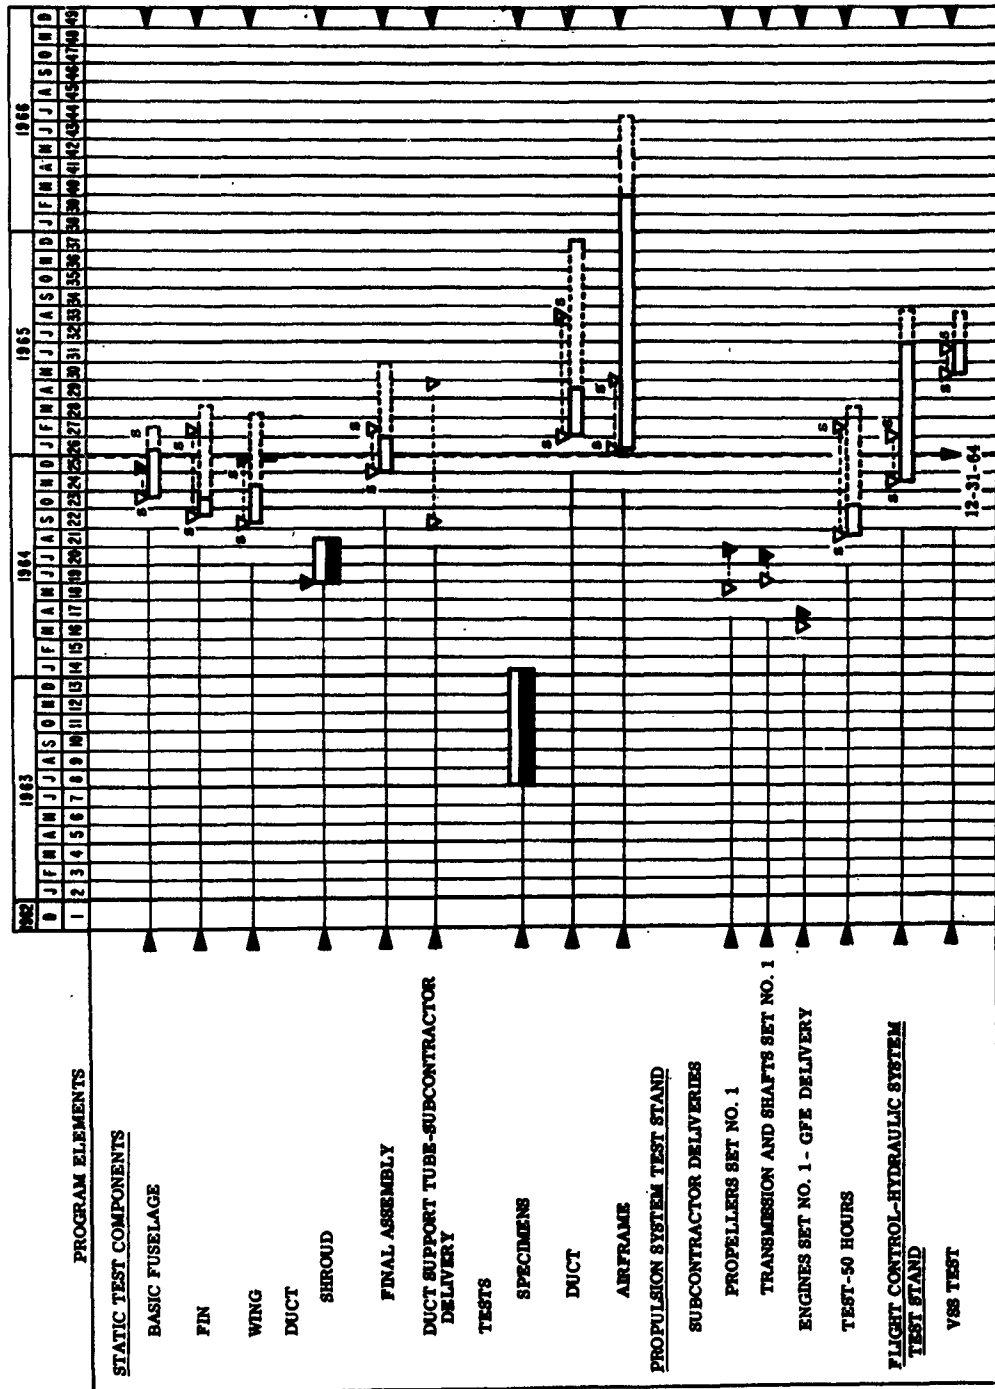 PROGRAM ELEMENTS
1962 1963 1964 1965 1966
D J F M A M J J A S O N D J F M A M J J A S O N D J F M A M J J A S O N D J F M A M J J A S O N D
1 2 3 4 5 6 7 8 9 10 11 12 13 14 15 16 17 18 19 20 21 22 23 24 25 26 27 28 29 30 31 32 33 34 35 36 37 38 39 40 41 42 43 44 45 46 47 48 49
STATIC TEST COMPONENTS
BASIC FUSELAGE
S S
FIN
S S
WING
S S
DUCT
SHROUD
FINAL ASSEMBLY
S S
DUCT SUPPORT TUBE-SUBCONTRACTOR
DELIVERY
TESTS
SPECIMENS
DUCT
S S
AIRFRAME
S S
PROPULSION SYSTEM TEST STAND
SUBCONTRACTOR DELIVERIES
PROPELLERS SET NO. 1
TRANSMISSION AND SHAFTS SET NO. 1
ENGINES SET NO. 1 - GFE DELIVERY
TEST-50 HOURS
S S
FLIGHT CONTROL-HYDRAULIC SYSTEM
TEST STAND
S S
VSS TEST
S S
12-31-64